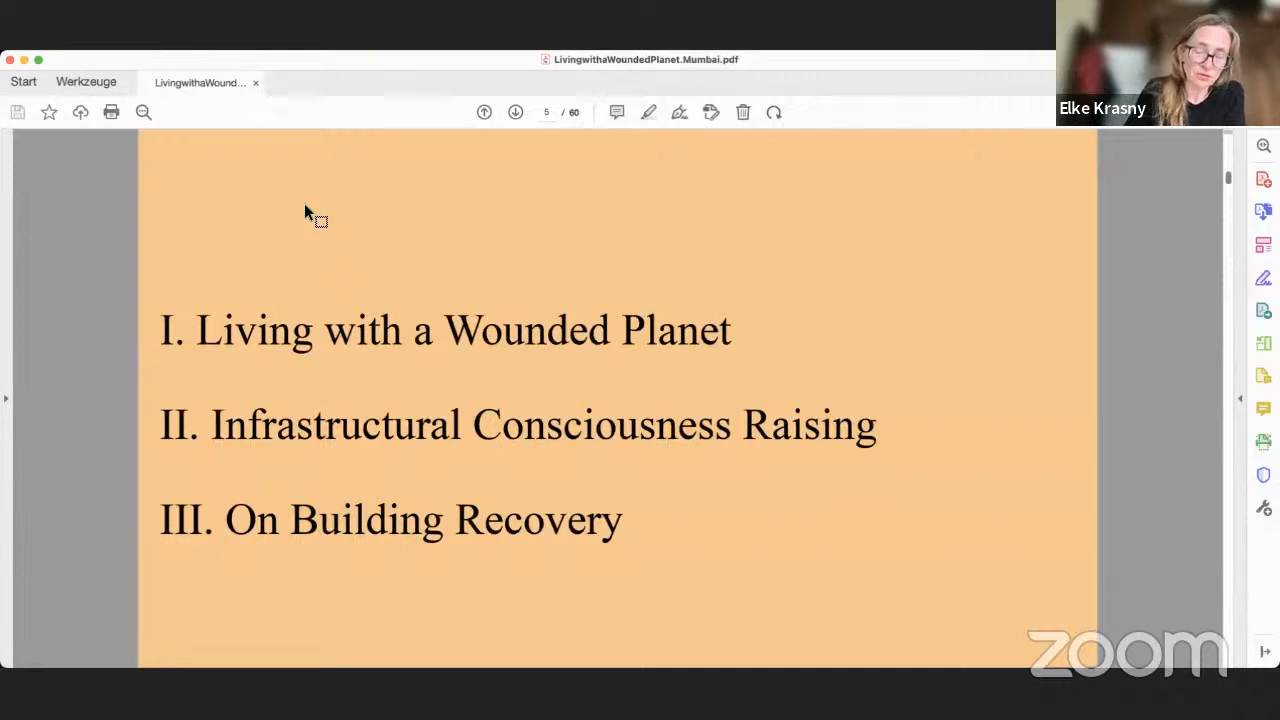 LivingwithaWoundedPlanet.Mumbai.pdf
Start Werkzeuge LivingwithaWound... ×
5 / 60
Elke Krasny
I. Living with a Wounded Planet
II. Infrastructural Consciousness Raising
III. On Building Recovery
zoom